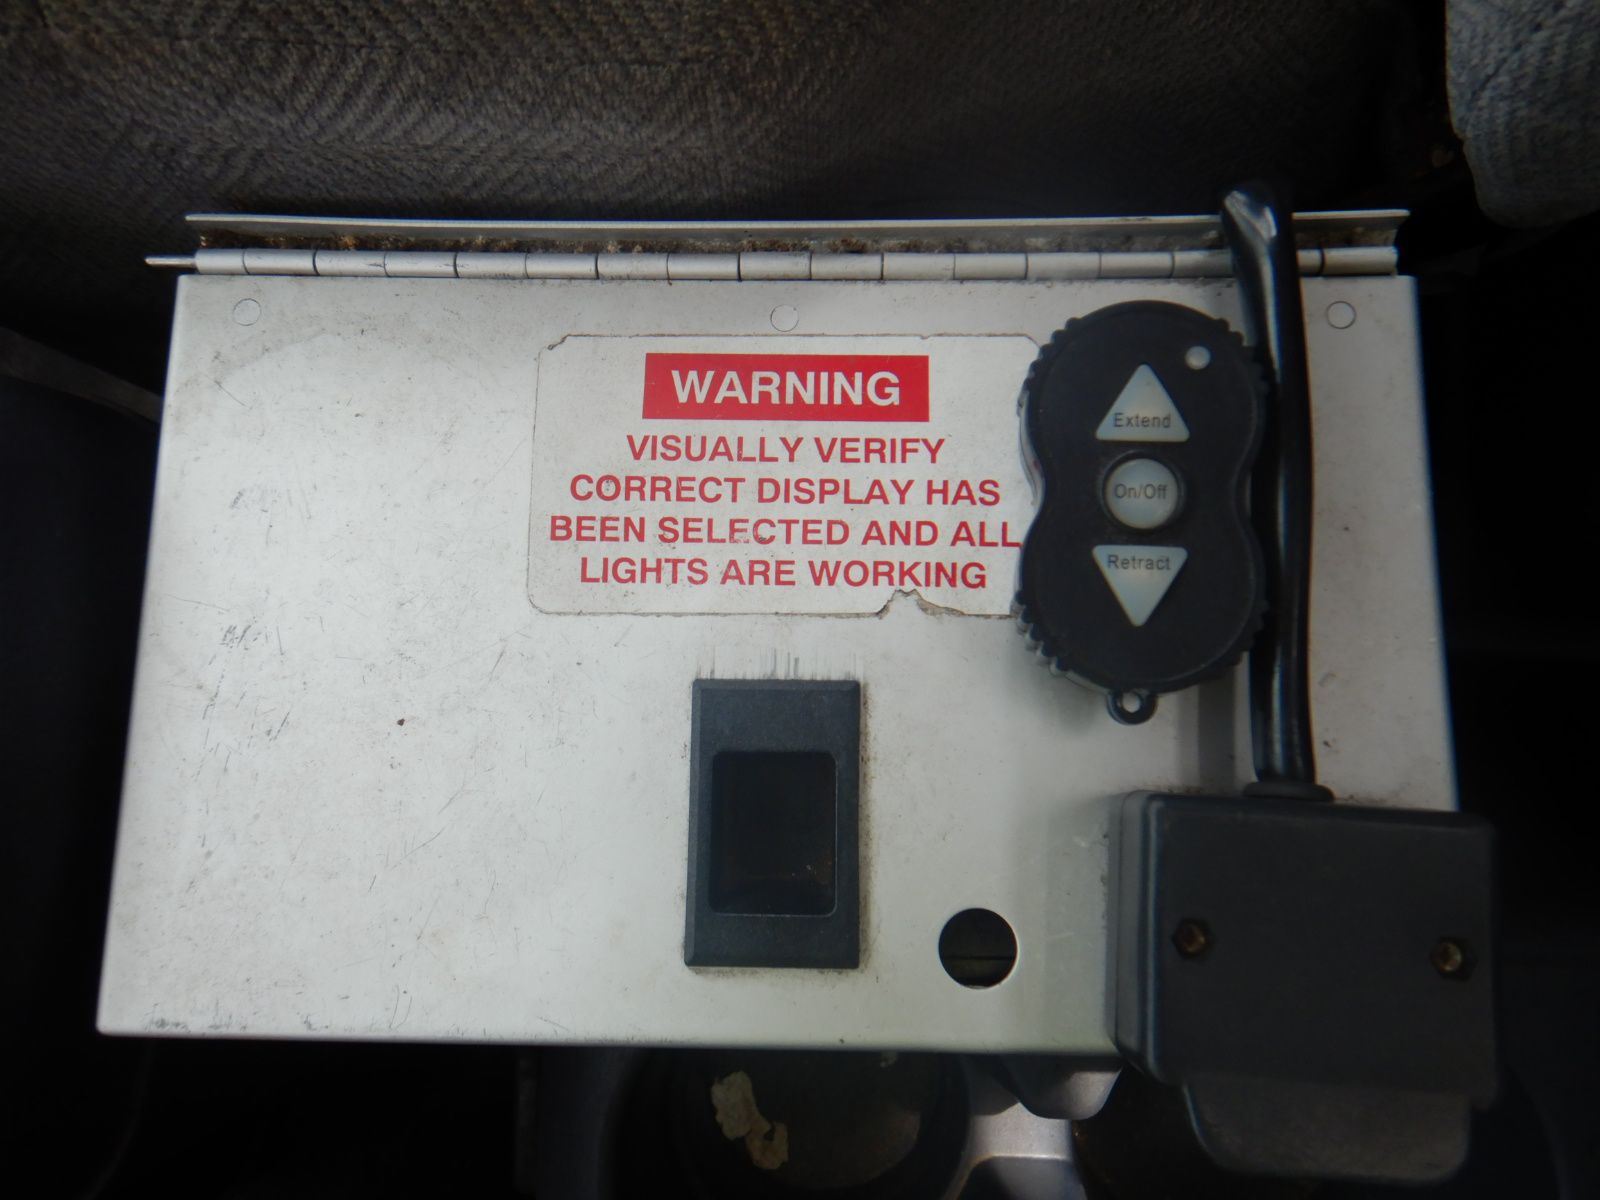 WARNING
VISUALLY VERIFY
CORRECT DISPLAY HAS
BEEN SELECTED AND ALL
LIGHTS ARE WORKING
Extend
On/Off
Retract